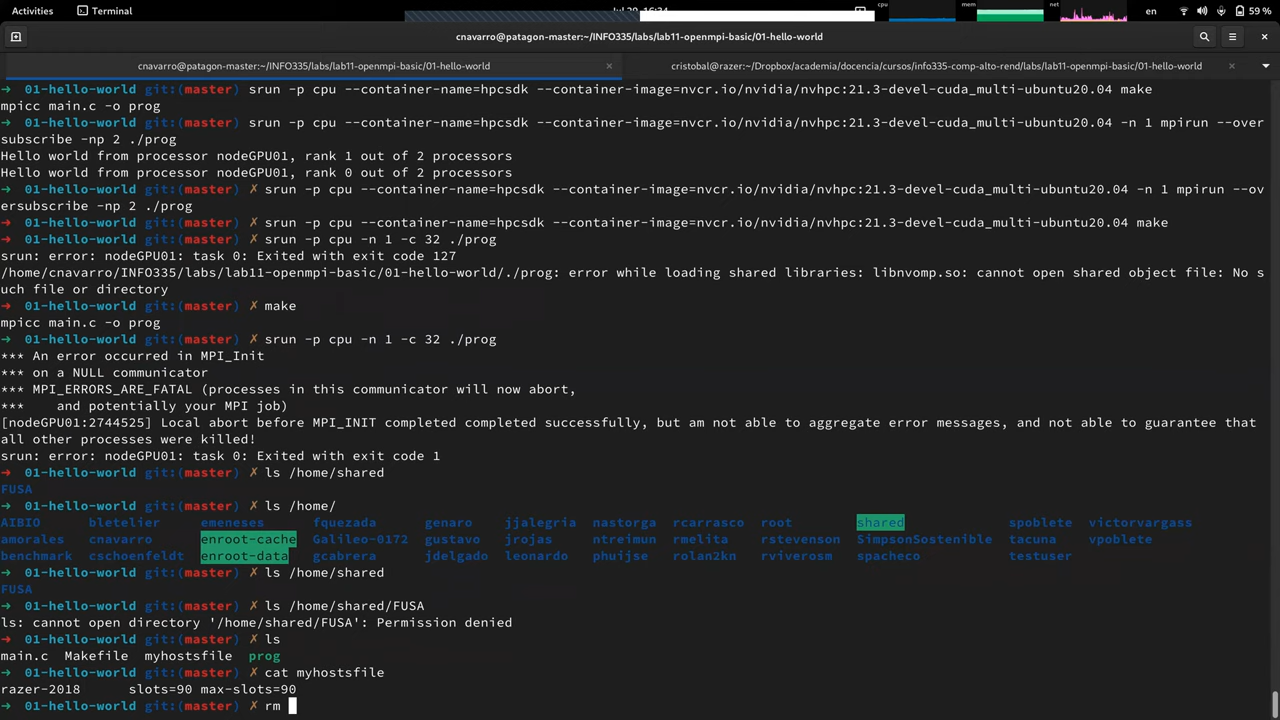 Activities Terminal Jul 20 16:34 cpu mem net en 59 %
cnavarro@patagon-master:~/INFO335/labs/lab11-openmpi-basic/01-hello-world
cnavarro@patagon-master:~/INFO335/labs/lab11-openmpi-basic/01-hello-world × cristobal@razer:~/Dropbox/academia/docencia/cursos/info335-comp-alto-rend/labs/lab11-openmpi-basic/01-hello-world ×
➜ 01-hello-world git:(master) srun -p cpu --container-name=hpcsdk --container-image=nvcr.io/nvidia/nvhpc:21.3-devel-cuda_multi-ubuntu20.04 make
mpicc main.c -o prog
➜ 01-hello-world git:(master) srun -p cpu --container-name=hpcsdk --container-image=nvcr.io/nvidia/nvhpc:21.3-devel-cuda_multi-ubuntu20.04 -n 1 mpirun --over
subscribe -np 2 ./prog
Hello world from processor nodeGPU01, rank 1 out of 2 processors
Hello world from processor nodeGPU01, rank 0 out of 2 processors
➜ 01-hello-world git:(master) ✗ srun -p cpu --container-name=hpcsdk --container-image=nvcr.io/nvidia/nvhpc:21.3-devel-cuda_multi-ubuntu20.04 -n 1 mpirun --ov
ersubscribe -np 2 ./prog
➜ 01-hello-world git:(master) ✗ srun -p cpu --container-name=hpcsdk --container-image=nvcr.io/nvidia/nvhpc:21.3-devel-cuda_multi-ubuntu20.04 make
➜ 01-hello-world git:(master) ✗ srun -p cpu -n 1 -c 32 ./prog
srun: error: nodeGPU01: task 0: Exited with exit code 127
/home/cnavarro/INFO335/labs/lab11-openmpi-basic/01-hello-world/./prog: error while loading shared libraries: libnvomp.so: cannot open shared object file: No s
uch file or directory
➜ 01-hello-world git:(master) ✗ make
mpicc main.c -o prog
➜ 01-hello-world git:(master) ✗ srun -p cpu -n 1 -c 32 ./prog
*** An error occurred in MPI_Init
*** on a NULL communicator
*** MPI_ERRORS_ARE_FATAL (processes in this communicator will now abort,
***    and potentially your MPI job)
[nodeGPU01:2744525] Local abort before MPI_INIT completed completed successfully, but am not able to aggregate error messages, and not able to guarantee that
all other processes were killed!
srun: error: nodeGPU01: task 0: Exited with exit code 1
➜ 01-hello-world git:(master) ✗ ls /home/shared
FUSA
➜ 01-hello-world git:(master) ✗ ls /home/
AIBIO bletelier emeneses fquezada genaro jjalegria nastorga rcarrasco root shared spoblete victorvargass
amorales cnavarro enroot-cache Galileo-0172 gustavo jrojas ntreimun rmelita rstevenson SimpsonSostenible tacuna vpoblete
benchmark cschoenfeldt enroot-data gcabrera jdelgado leonardo phuijse rolan2kn rviverosm spacheco testuser
➜ 01-hello-world git:(master) ✗ ls /home/shared
FUSA
➜ 01-hello-world git:(master) ✗ ls /home/shared/FUSA
ls: cannot open directory '/home/shared/FUSA': Permission denied
➜ 01-hello-world git:(master) ✗ ls
main.c Makefile myhostsfile prog
➜ 01-hello-world git:(master) ✗ cat myhostsfile
razer-2018 slots=90 max-slots=90
➜ 01-hello-world git:(master) ✗ rm